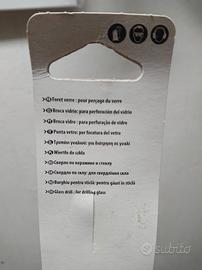 Foret verre : pour perçage du verre
Broca vidrio: para perforación del vidrio
Broca vidro : para perforação de vidro
Punta vetro: per foratura del vetro
Τρυπάνι γυαλιού: για διάτρηση σε γυαλί
Wiertło do szkła
Сверло по керамике и стеклу
Свердло по склу: для свердління скла
Burghiu pentru sticlă: pentru găuri în sticlă
Glass drill : for drilling glass
subito